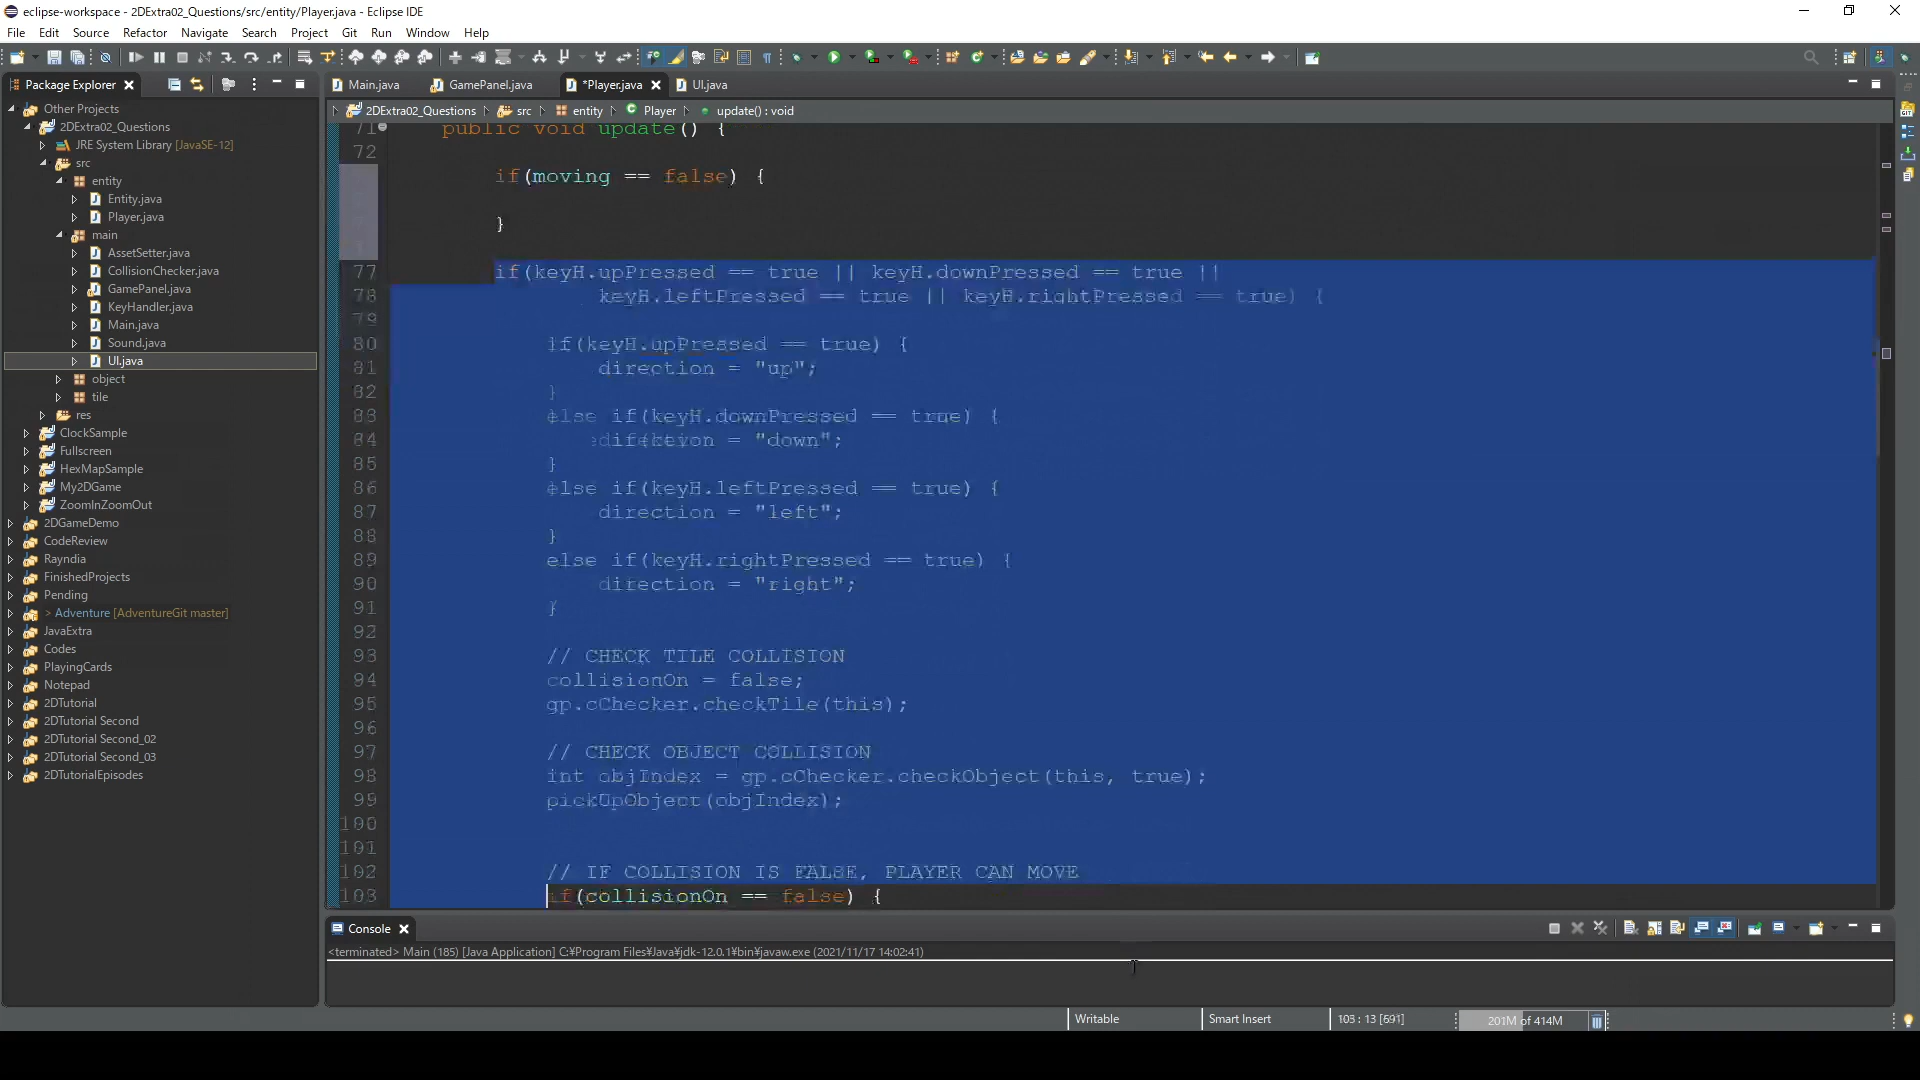 eclipse-workspace - 2DExtra02_Questions/src/entity/Player.java - Eclipse IDE
File Edit Source Refactor Navigate Search Project Git Run Window Help
Package Explorer
Other Projects
2DExtra02_Questions
JRE System Library [JavaSE-12]
src
entity
Entity.java
Player.java
main
AssetSetter.java
CollisionChecker.java
GamePanel.java
KeyHandler.java
Main.java
Sound.java
UI.java
object
tile
res
ClockSample
Fullscreen
HexMapSample
My2DGame
ZoomInZoomOut
2DGameDemo
CodeReview
Rayndia
FinishedProjects
Pending
> Adventure [AdventureGit master]
JavaExtra
Codes
PlayingCards
Notepad
2DTutorial
2DTutorial Second
2DTutorial Second_02
2DTutorial Second_03
2DTutorialEpisodes
Main.java GamePanel.java *Player.java UI.java
2DExtra02_Questions src entity Player update() : void
71 public void update() {
72
if(moving == false) {
}
77 if(keyH.upPressed == true || keyH.downPressed == true ||
78 keyH.leftPressed == true || keyH.rightPressed == true) {
79
80 if(keyH.upPressed == true) {
81 direction = "up";
82 }
83 else if(keyH.downPressed == true) {
84 direction = "down";
85 }
86 else if(keyH.leftPressed == true) {
87 direction = "left";
88 }
89 else if(keyH.rightPressed == true) {
90 direction = "right";
91 }
92
93 // CHECK TILE COLLISION
94 collisionOn = false;
95 gp.cChecker.checkTile(this);
96
97 // CHECK OBJECT COLLISION
98 int objIndex = gp.cChecker.checkObject(this, true);
99 pickUpObject(objIndex);
100
101
102 // IF COLLISION IS FALSE, PLAYER CAN MOVE
103 if(collisionOn == false) {
Console
<terminated> Main (185) [Java Application] C:¥Program Files¥Java¥jdk-12.0.1¥bin¥javaw.exe (2021/11/17 14:02:41)
Writable Smart Insert 103 : 13 [691] 201M of 414M